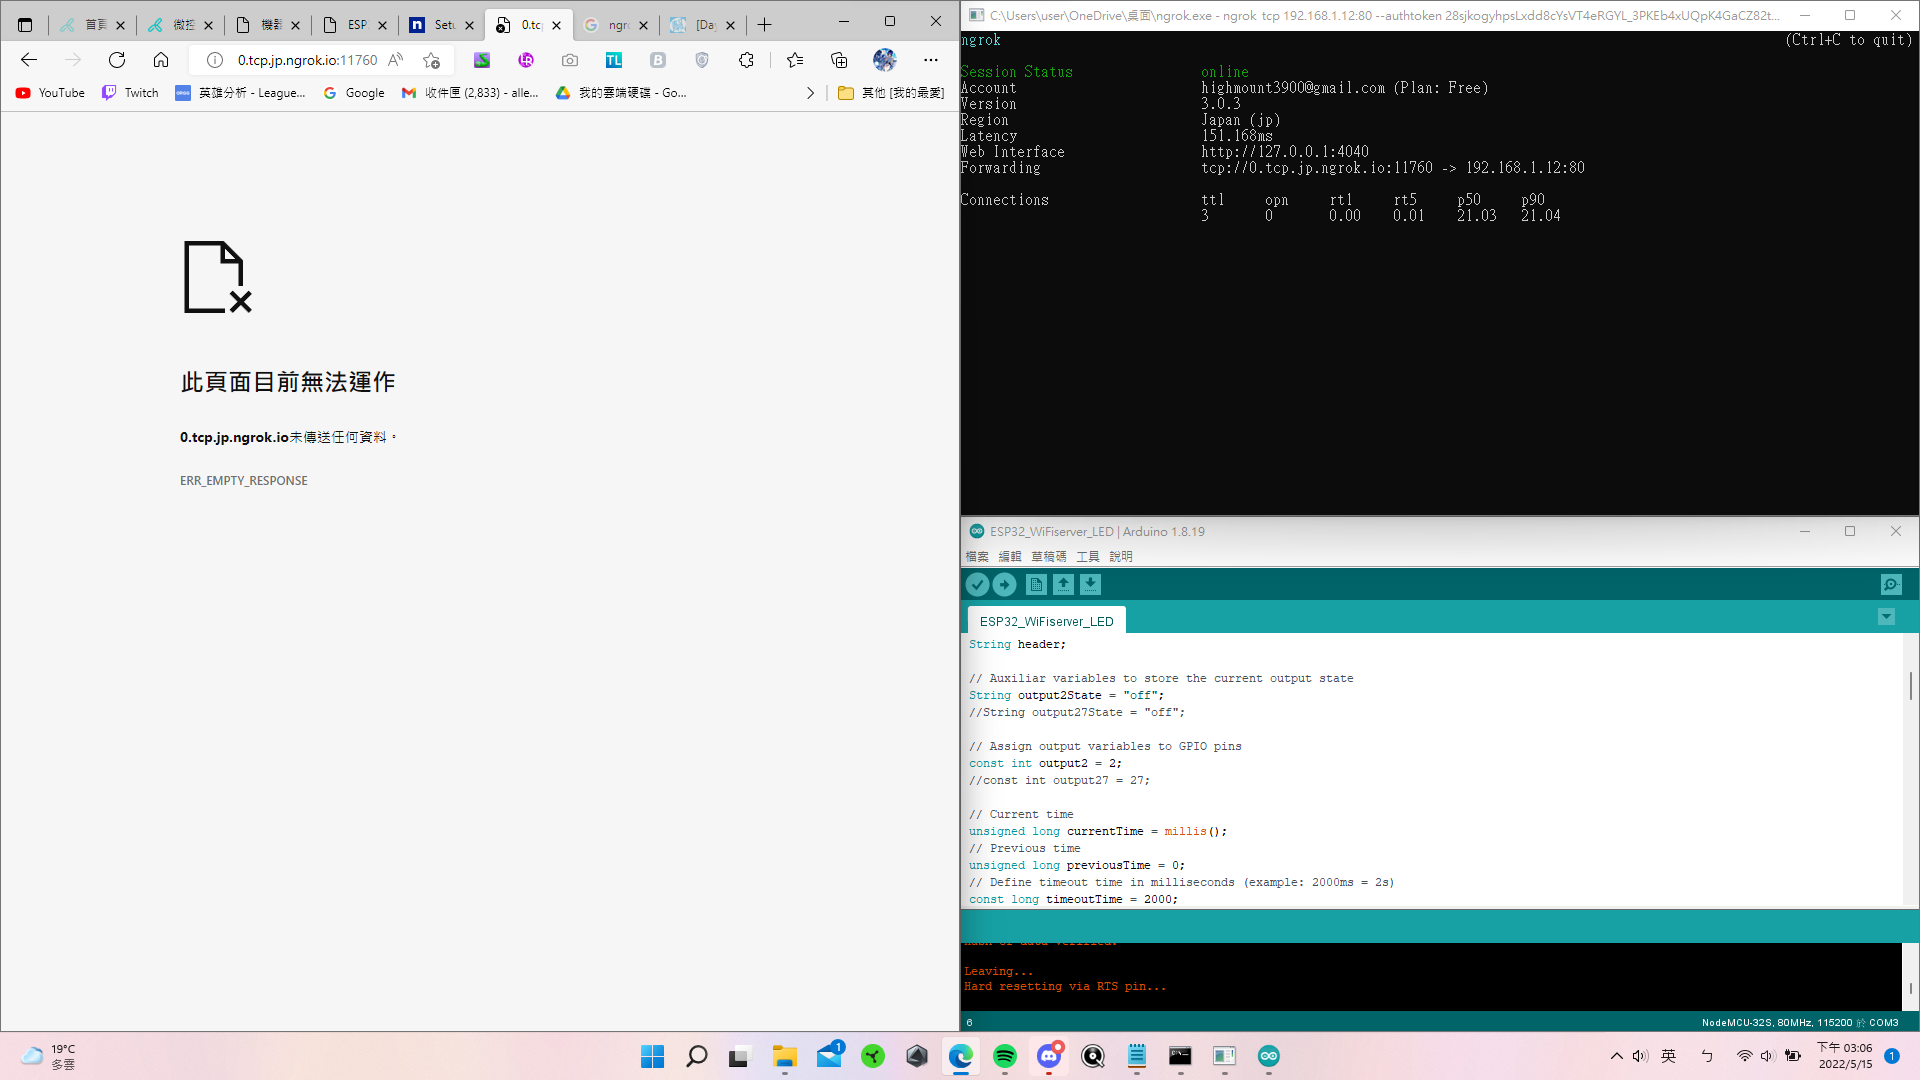 首頁
微控
機器
ESP:
Setu
0.tcp
ngro
[Da
0.tcp.jp.ngrok.io:11760
YouTube
Twitch
英雄分析 - League...
Google
收件匣 (2,833) - alle...
我的雲端硬碟 - Go...
其他 [我的最愛]
此頁面目前無法運作
0.tcp.jp.ngrok.io未傳送任何資料。
ERR_EMPTY_RESPONSE
C:\Users\user\OneDrive\桌面\ngrok.exe - ngrok tcp 192.168.1.12:80 --authtoken 28sjkogyhpsLxdd8cYsVT4eRGYL_3PKEb4xUQpK4GaCZ82t...
ngrok (Ctrl+C to quit)
Session Status online
Account highmount3900@gmail.com (Plan: Free)
Version 3.0.3
Region Japan (jp)
Latency 151.168ms
Web Interface http://127.0.0.1:4040
Forwarding tcp://0.tcp.jp.ngrok.io:11760 -> 192.168.1.12:80
Connections ttl opn rt1 rt5 p50 p90
3 0 0.00 0.01 21.03 21.04
ESP32_WiFiserver_LED | Arduino 1.8.19
檔案 編輯 草稿碼 工具 說明
ESP32_WiFiserver_LED
String header;
// Auxiliar variables to store the current output state
String output2State = "off";
//String output27State = "off";
// Assign output variables to GPIO pins
const int output2 = 2;
//const int output27 = 27;
// Current time
unsigned long currentTime = millis();
// Previous time
unsigned long previousTime = 0;
// Define timeout time in milliseconds (example: 2000ms = 2s)
const long timeoutTime = 2000;
Hash of data verified.
Leaving...
Hard resetting via RTS pin...
6
NodeMCU-32S, 80MHz, 115200 於 COM3
19°C
多雲
1
英
ㄅ
下午 03:06
2022/5/15
1